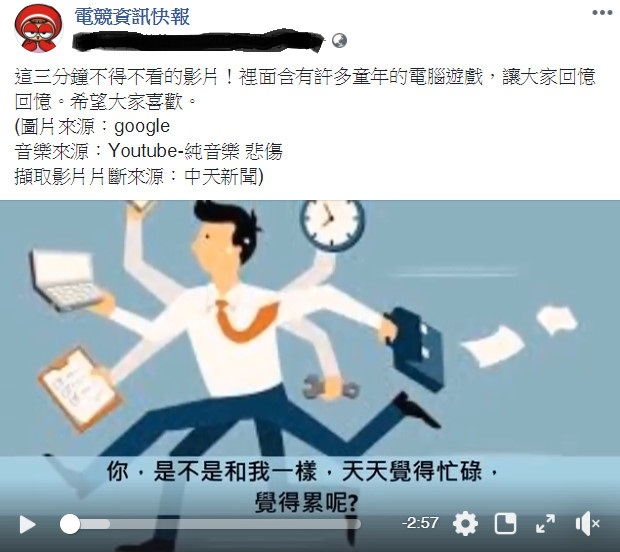 電競資訊快報
這三分鐘不得不看的影片！裡面含有許多童年的電腦遊戲，讓大家回憶
回憶。希望大家喜歡。
(圖片來源：google
音樂來源：Youtube-純音樂 悲傷
擷取影片片斷來源：中天新聞)
你，是不是和我一樣，天天覺得忙碌，
覺得累呢?
-2:57